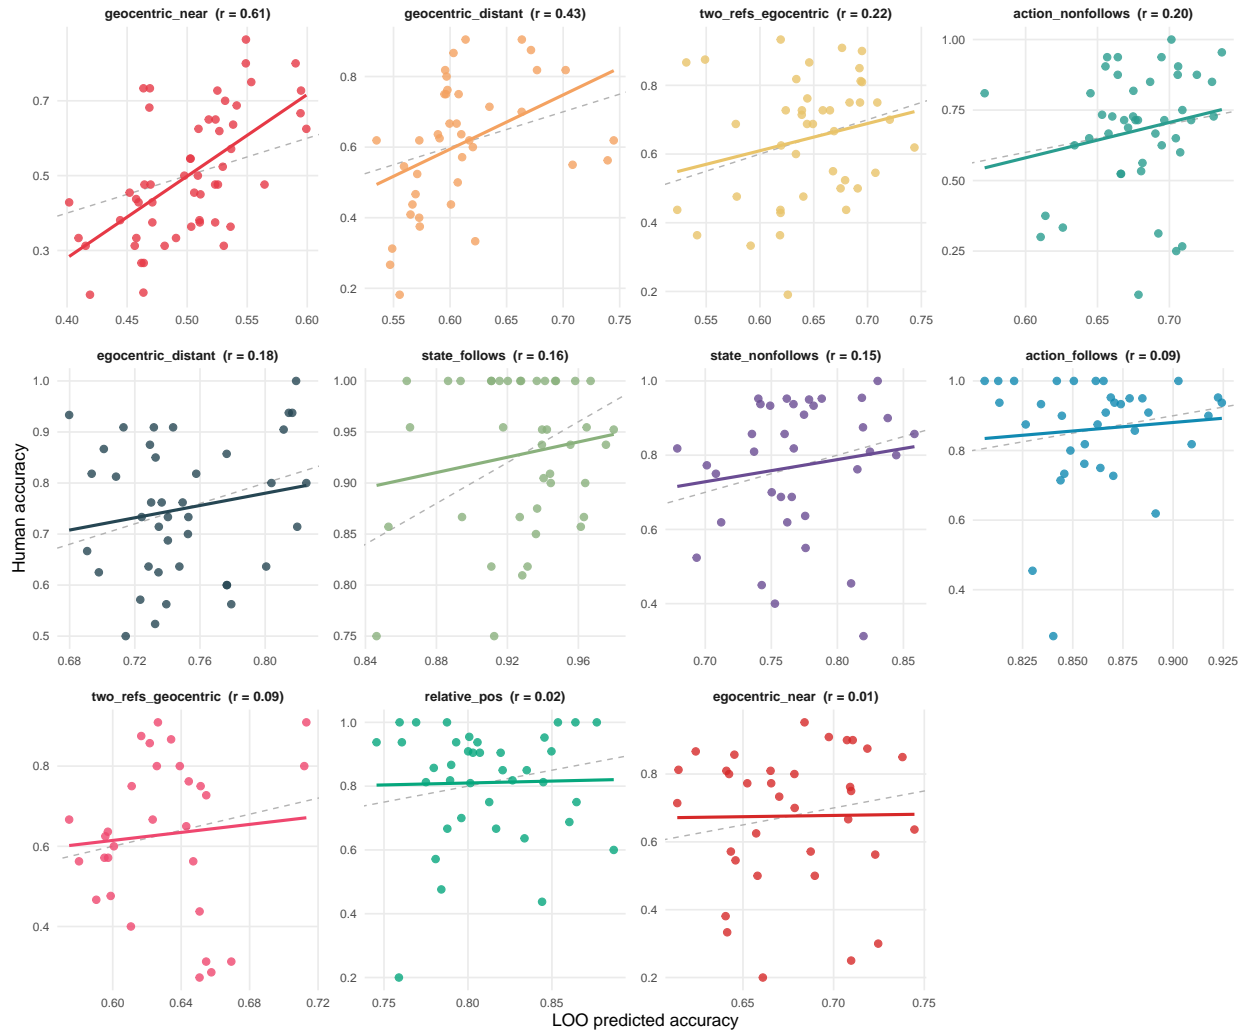 geocentric_near  (r = 0.61)
geocentric_distant  (r = 0.43)
two_refs_egocentric  (r = 0.22)
action_nonfollows  (r = 0.20)
0.7
0.5
0.3
0.40 0.45 0.50 0.55 0.60
0.8
0.6
0.4
0.2
0.55 0.60 0.65 0.70 0.75
0.8
0.6
0.4
0.2
0.55 0.60 0.65 0.70 0.75
1.00
0.75
0.50
0.25
0.60 0.65 0.70
egocentric_distant  (r = 0.18)
state_follows  (r = 0.16)
state_nonfollows  (r = 0.15)
action_follows  (r = 0.09)
Human accuracy
1.0
0.9
0.8
0.7
0.6
0.5
0.68 0.72 0.76 0.80
1.00
0.95
0.90
0.85
0.80
0.75
0.84 0.88 0.92 0.96
1.0
0.8
0.6
0.4
0.70 0.75 0.80 0.85
1.0
0.8
0.6
0.4
0.825 0.850 0.875 0.900 0.925
two_refs_geocentric  (r = 0.09)
relative_pos  (r = 0.02)
egocentric_near  (r = 0.01)
0.8
0.6
0.4
0.60 0.64 0.68 0.72
1.0
0.8
0.6
0.4
0.2
0.75 0.80 0.85
0.8
0.6
0.4
0.2
0.65 0.70 0.75
LOO predicted accuracy